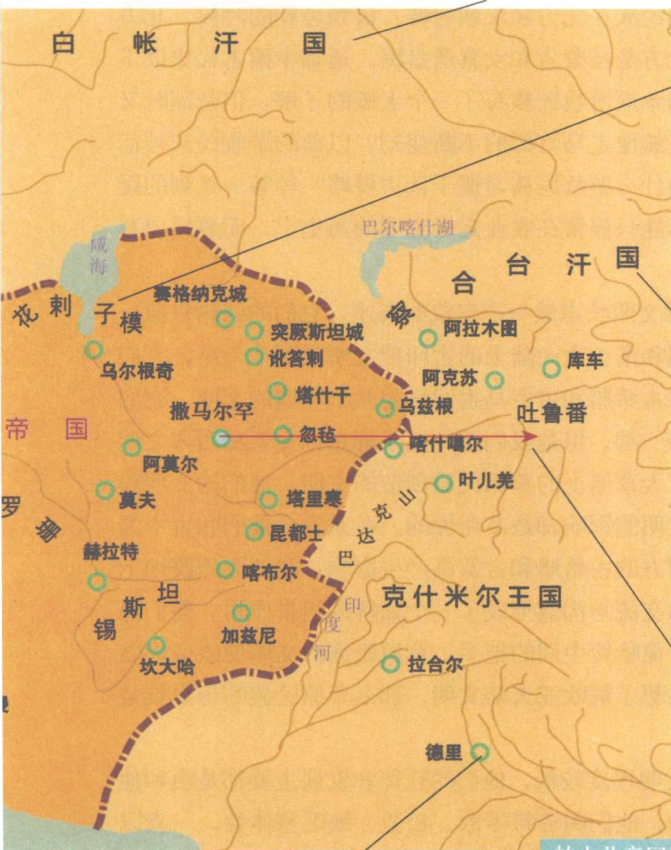 白帐汗国
咸海
巴尔喀什湖
察合台汗国
赛格纳克城
花剌子模
突厥斯坦城
阿拉木图
讹答剌
乌尔根奇
库车
塔什干
阿克苏
撒马尔罕
乌兹根
吐鲁番
帝国
忽毡
喀什噶尔
阿莫尔
叶儿羌
莫夫
塔里寒
罗珊
巴达克山
昆都士
赫拉特
喀布尔
克什米尔王国
锡斯坦
印度河
加兹尼
坎大哈
拉合尔
德里